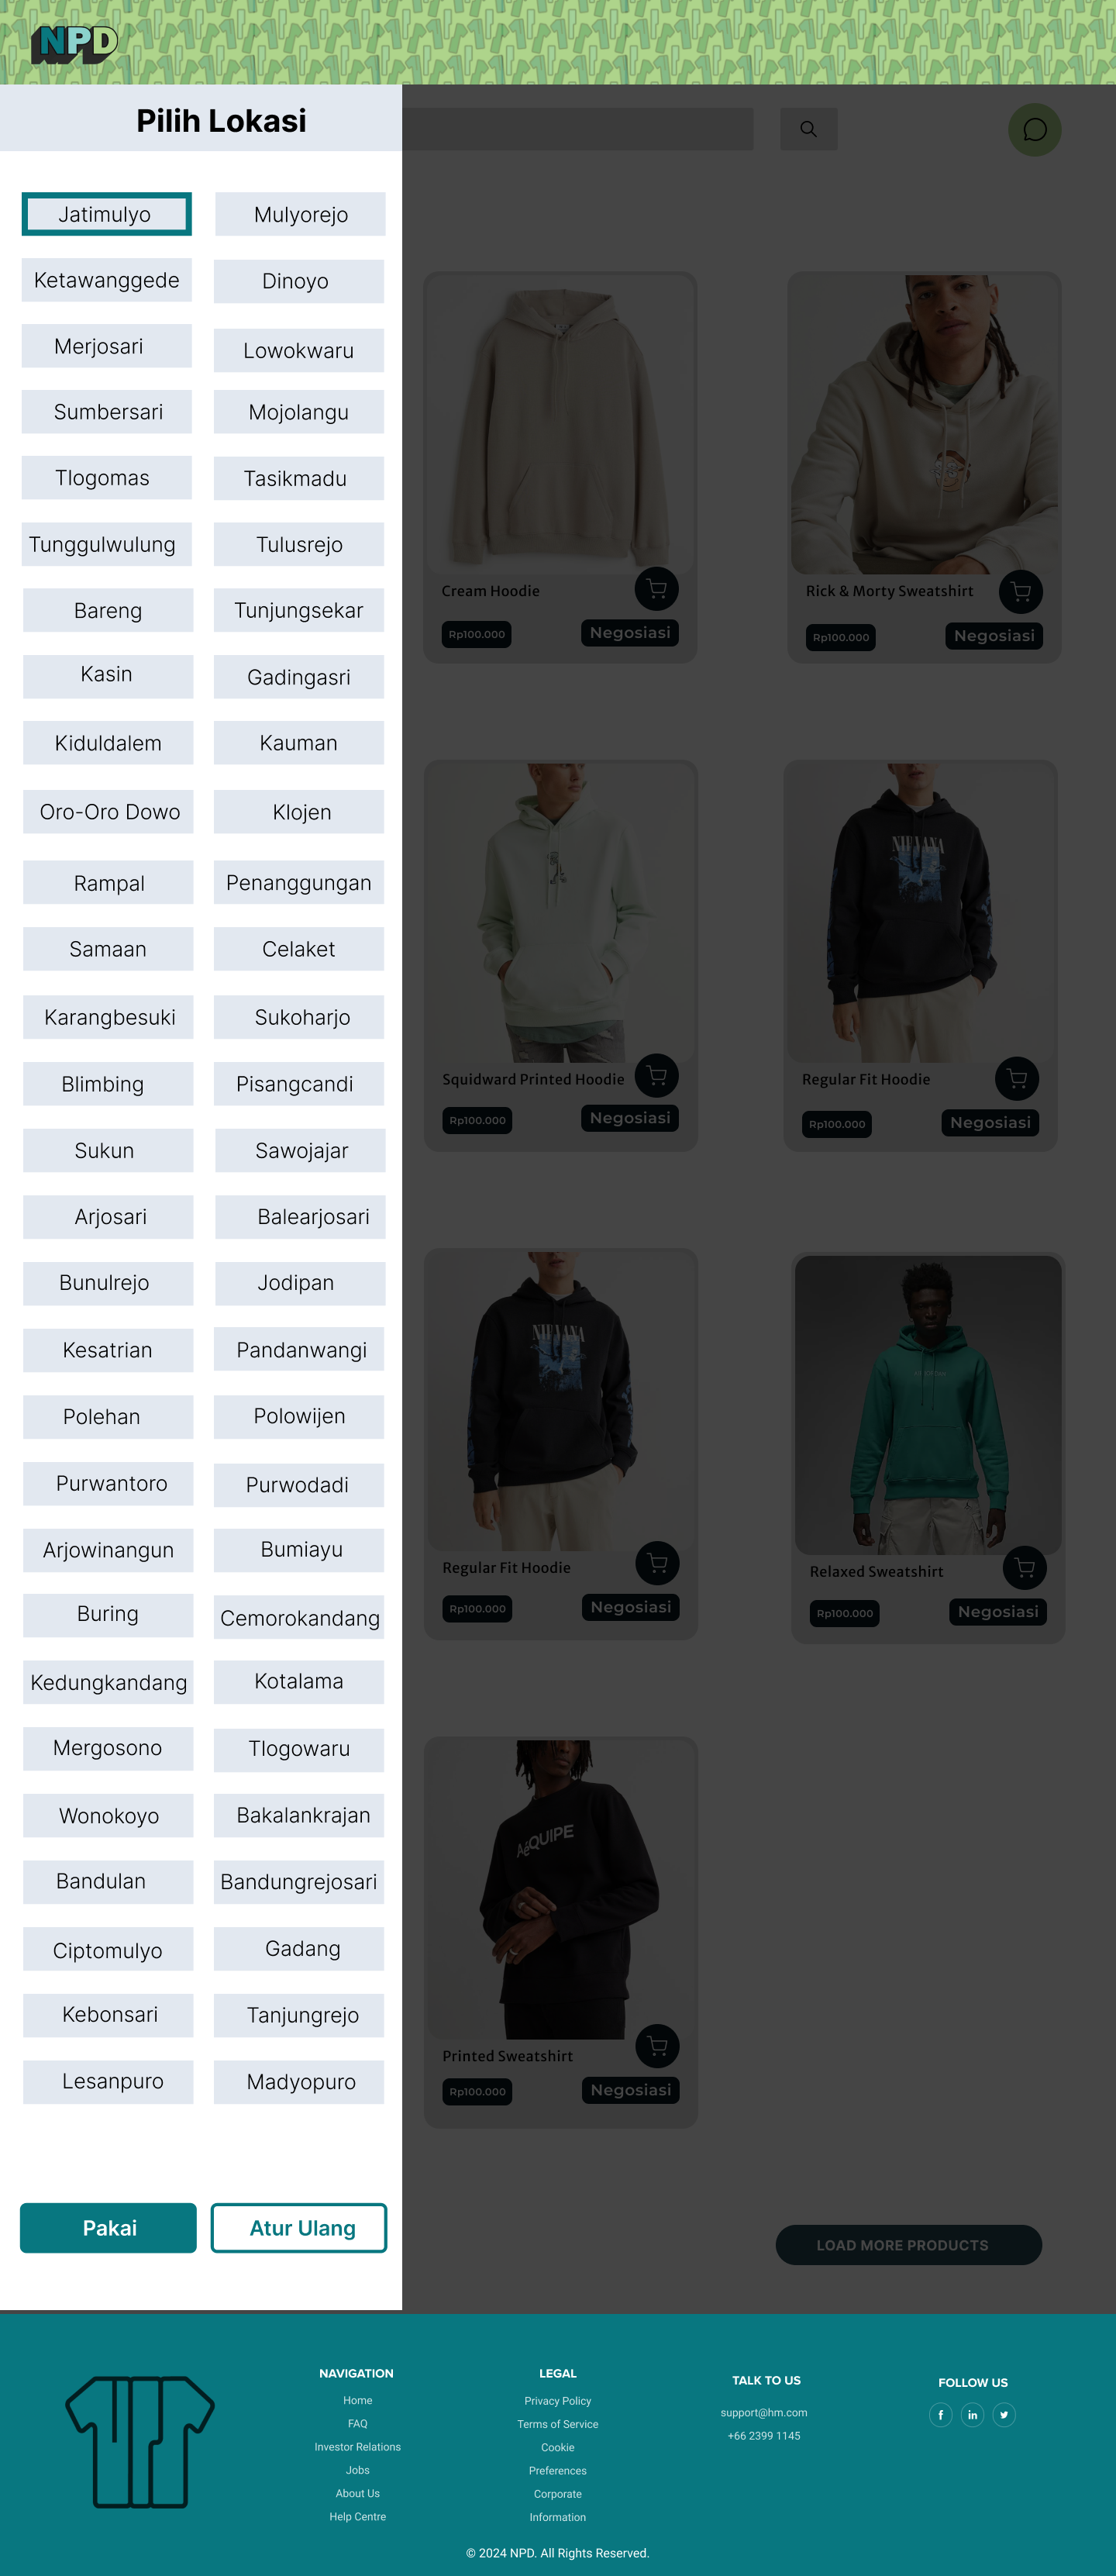 NPD
Pilih Lokasi
Jatimulyo
Mulyorejo
Ketawanggede
Dinoyo
Merjosari
Lowokwaru
Sumbersari
Mojolangu
Tlogomas
Tasikmadu
Tunggulwulung
Tulusrejo
Bareng
Tunjungsekar
Kasin
Gadingasri
Kiduldalem
Kauman
Oro-Oro Dowo
Klojen
Rampal
Penanggungan
Samaan
Celaket
Karangbesuki
Sukoharjo
Blimbing
Pisangcandi
Sukun
Sawojajar
Arjosari
Balearjosari
Bunulrejo
Jodipan
Kesatrian
Pandanwangi
Polehan
Polowijen
Purwantoro
Purwodadi
Arjowinangun
Bumiayu
Buring
Cemorokandang
Kedungkandang
Kotalama
Mergosono
Tlogowaru
Wonokoyo
Bakalankrajan
Bandulan
Bandungrejosari
Ciptomulyo
Gadang
Kebonsari
Tanjungrejo
Lesanpuro
Madyopuro
Pakai
Atur Ulang
Cream Hoodie
Rp100.000
Negosiasi
Rick & Morty Sweatshirt
Rp100.000
Negosiasi
Squidward Printed Hoodie
Rp100.000
Negosiasi
NIRVANA
Regular Fit Hoodie
Rp100.000
Negosiasi
NIRVANA
Regular Fit Hoodie
Rp100.000
Negosiasi
Relaxed Sweatshirt
Rp100.000
Negosiasi
AéQUIPE
Printed Sweatshirt
Rp100.000
Negosiasi
LOAD MORE PRODUCTS
NAVIGATION
Home
FAQ
Investor Relations
Jobs
About Us
Help Centre
LEGAL
Privacy Policy
Terms of Service
Cookie
Preferences
Corporate
Information
TALK TO US
support@hm.com
+66 2399 1145
FOLLOW US
f
in
© 2024 NPD. All Rights Reserved.